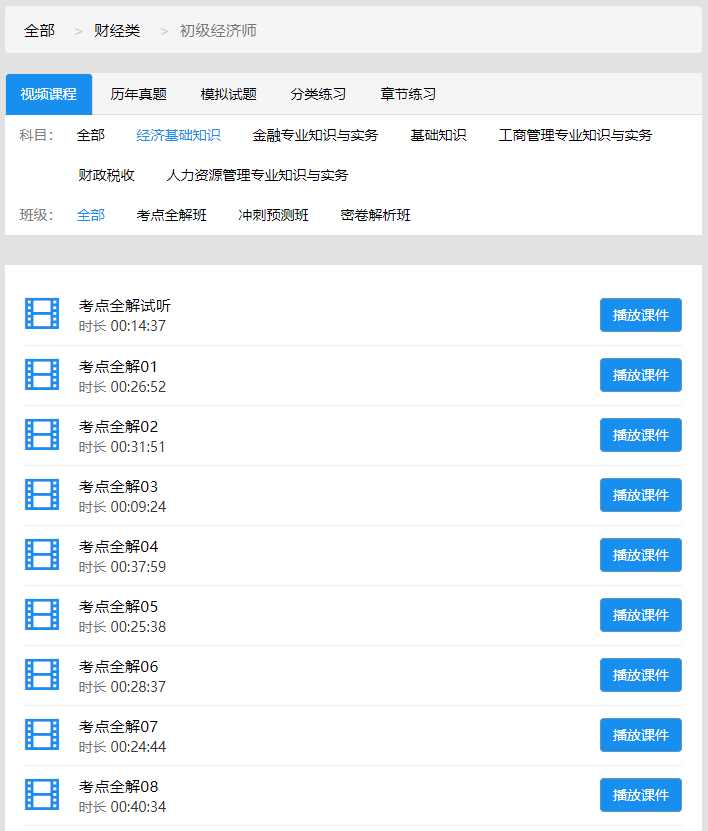 全部 > 财经类 > 初级经济师
视频课程 历年真题 模拟试题 分类练习 章节练习
科目： 全部 经济基础知识 金融专业知识与实务 基础知识 工商管理专业知识与实务
财政税收 人力资源管理专业知识与实务
班级： 全部 考点全解班 冲刺预测班 密卷解析班
考点全解试听
时长 00:14:37
播放课件
考点全解01
时长 00:26:52
播放课件
考点全解02
时长 00:31:51
播放课件
考点全解03
时长 00:09:24
播放课件
考点全解04
时长 00:37:59
播放课件
考点全解05
时长 00:25:38
播放课件
考点全解06
时长 00:28:37
播放课件
考点全解07
时长 00:24:44
播放课件
考点全解08
时长 00:40:34
播放课件